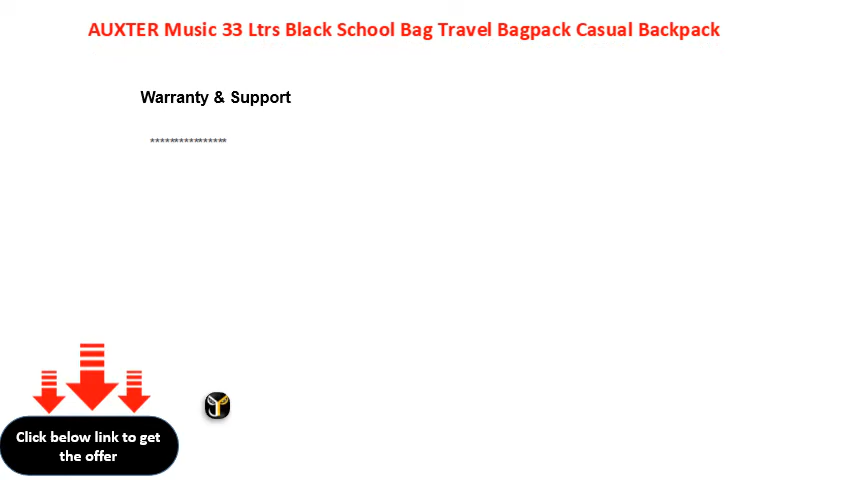 AUXTER Music 33 Ltrs Black School Bag Travel Bagpack Casual Backpack
Warranty & Support
****************
Click below link to get
the offer